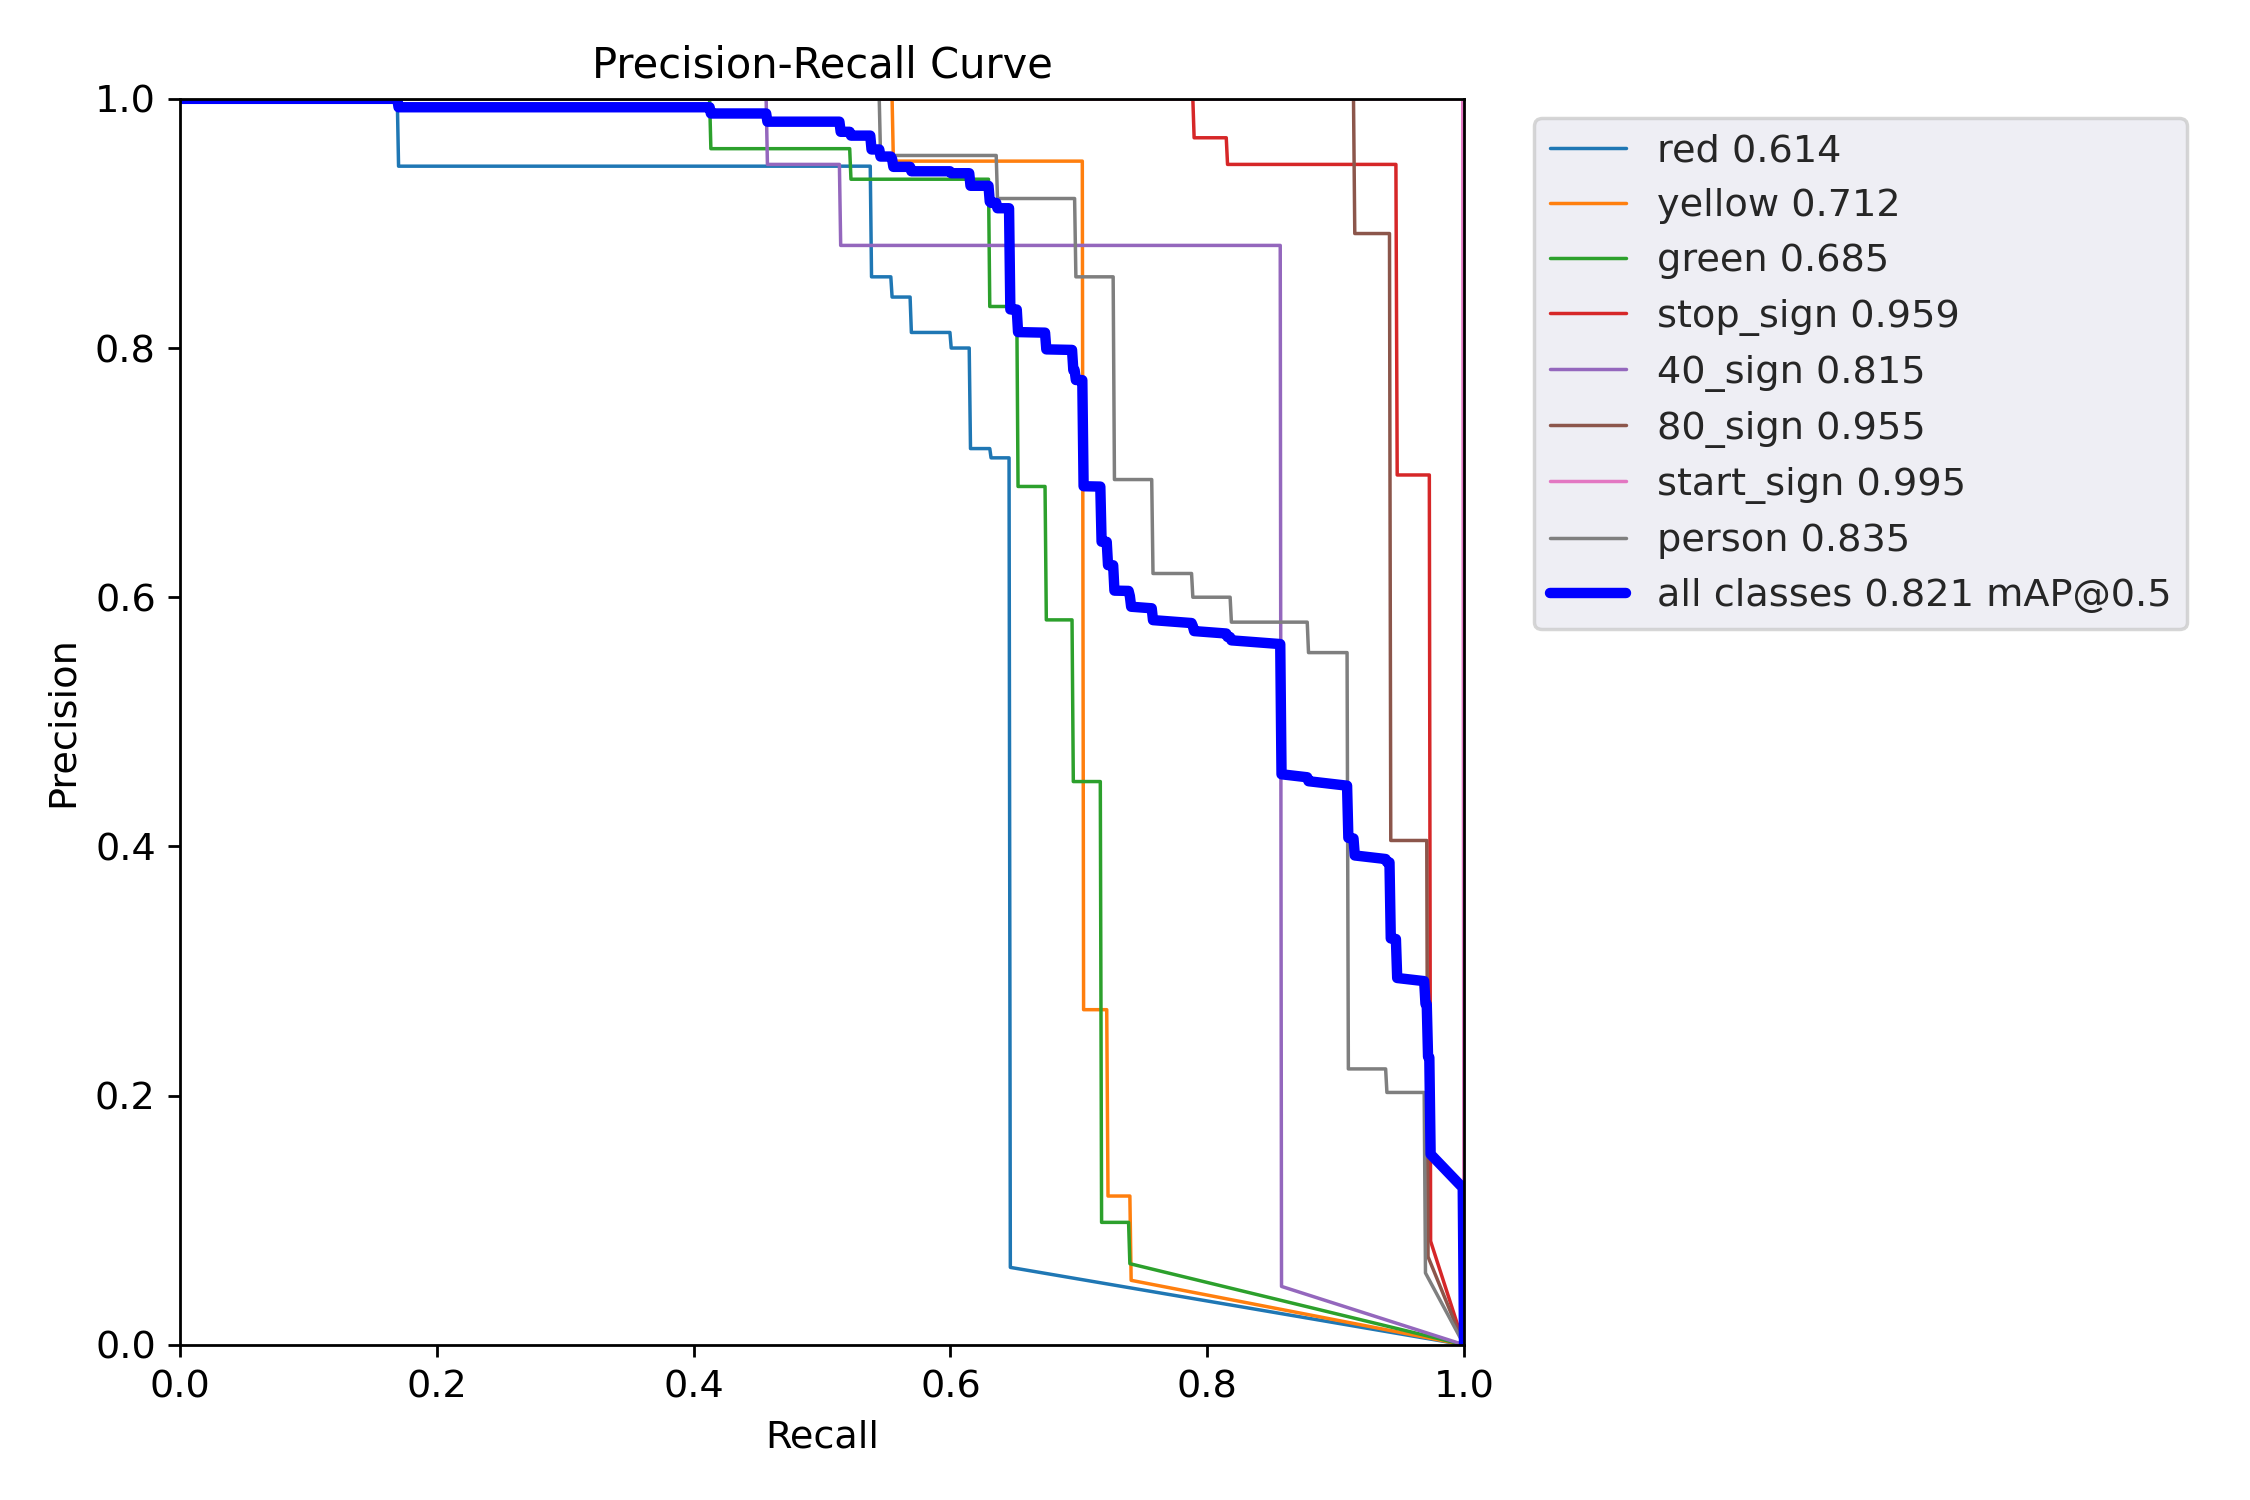 Precision-Recall Curve
1.0
0.8
0.6
0.4
0.2
0.0
Precision
0.0 0.2 0.4 0.6 0.8 1.0
Recall
red 0.614
yellow 0.712
green 0.685
stop_sign 0.959
40_sign 0.815
80_sign 0.955
start_sign 0.995
person 0.835
all classes 0.821 mAP@0.5